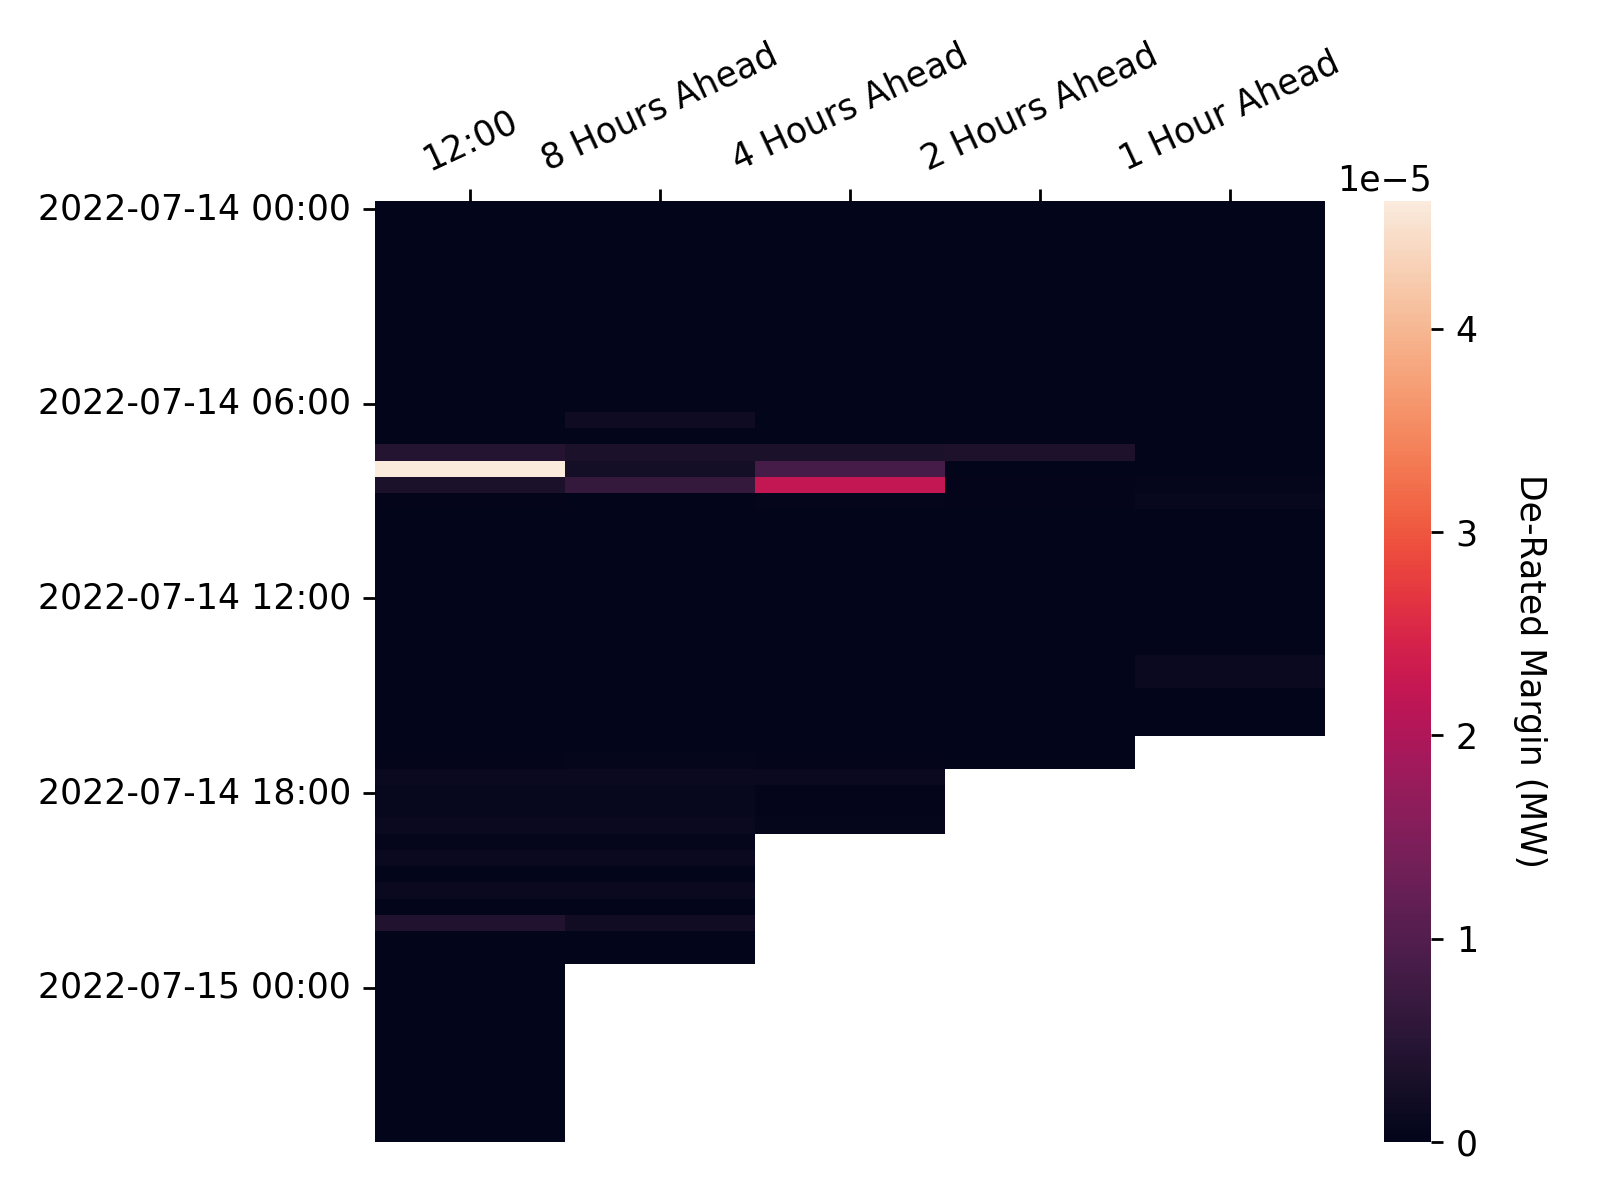 12:00
8 Hours Ahead
4 Hours Ahead
2 Hours Ahead
1 Hour Ahead
1e−5
2022-07-14 00:00
2022-07-14 06:00
2022-07-14 12:00
2022-07-14 18:00
2022-07-15 00:00
4
3
2
1
0
De-Rated Margin (MW)